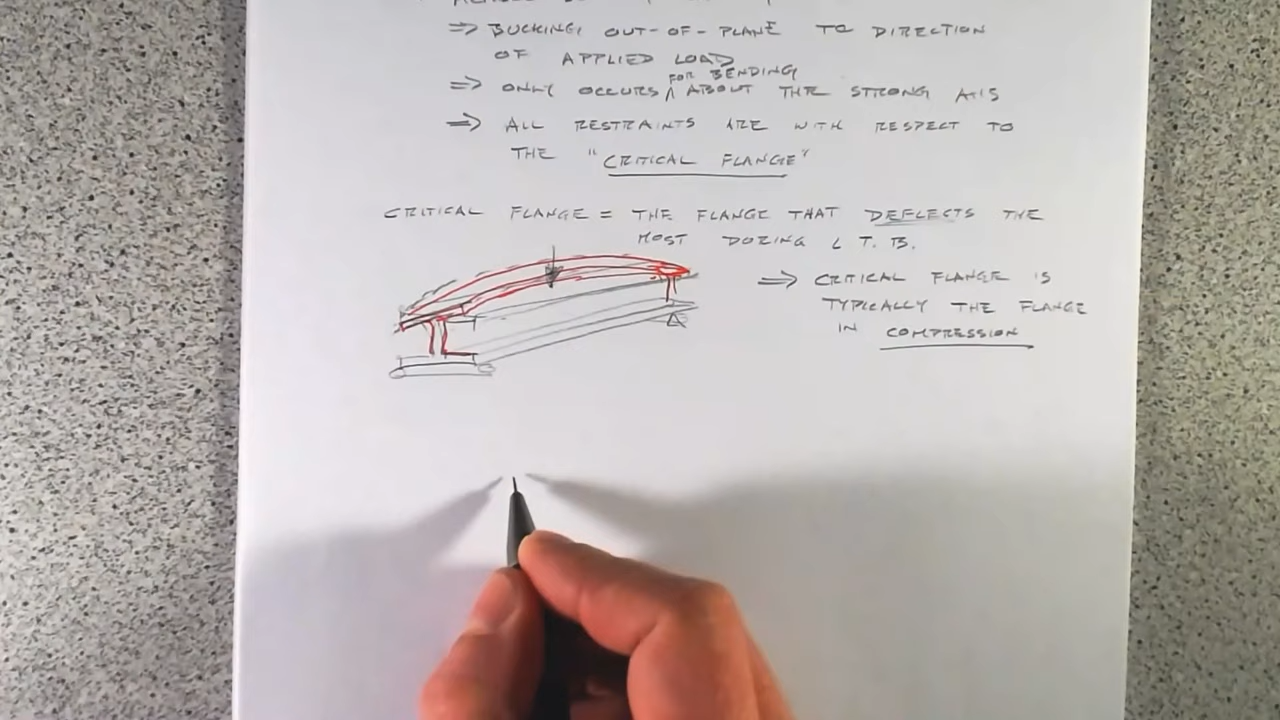 ⇒ BUCKING OUT-OF-PLANE TO DIRECTION
OF APPLIED LOAD
FOR BENDING
⇒ ONLY OCCURS ∧ ABOUT THE STRONG AXIS
⇒ ALL RESTRAINTS ARE WITH RESPECT TO
THE "CRITICAL FLANGE"
CRITICAL FLANGE = THE FLANGE THAT DEFLECTS THE
MOST DURING L.T.B.
⇒ CRITICAL FLANGE IS
TYPICALLY THE FLANGE
IN COMPRESSION